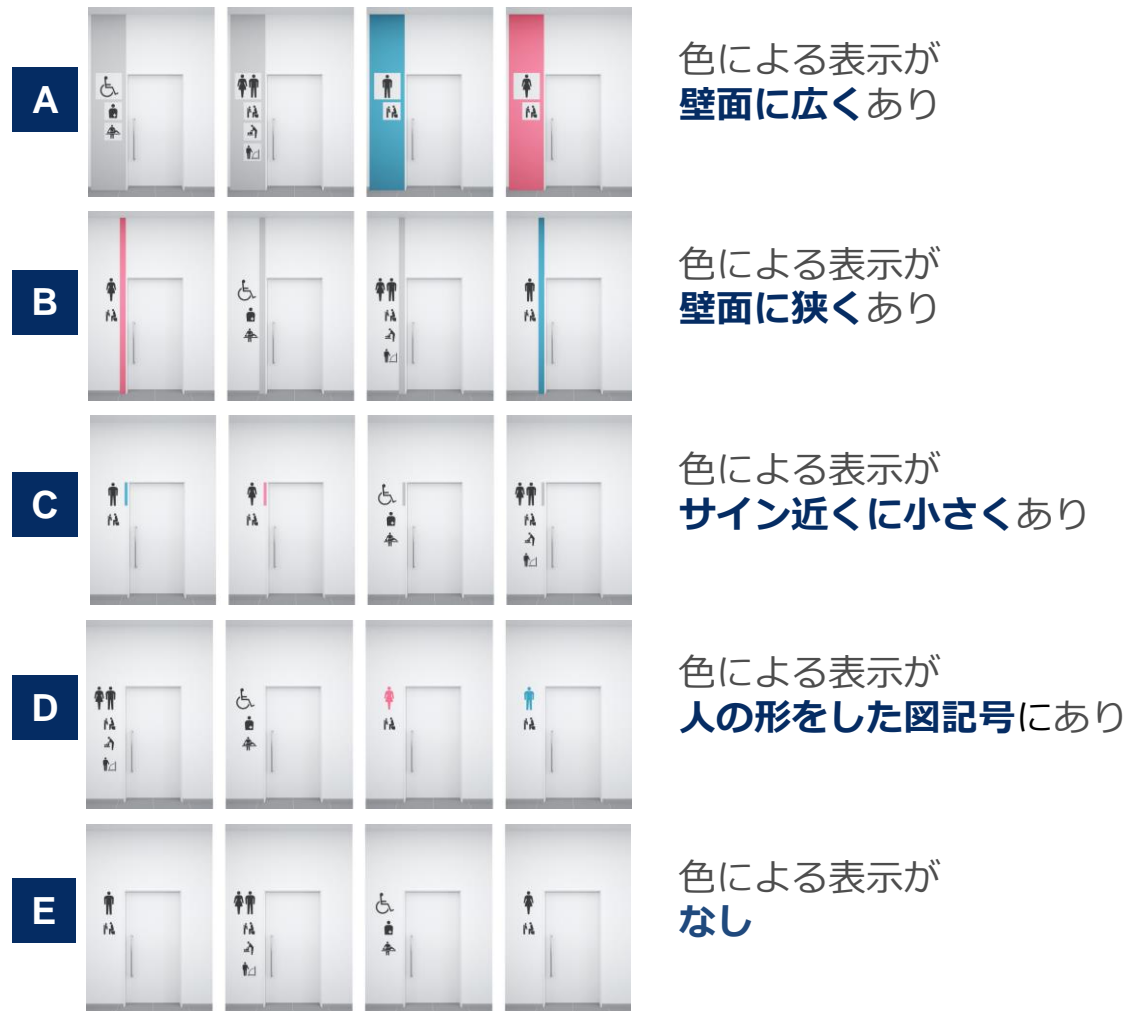 A
色による表示が
壁面に広くあり
B
色による表示が
壁面に狭くあり
C
色による表示が
サイン近くに小さくあり
D
色による表示が
人の形をした図記号にあり
E
色による表示が
なし